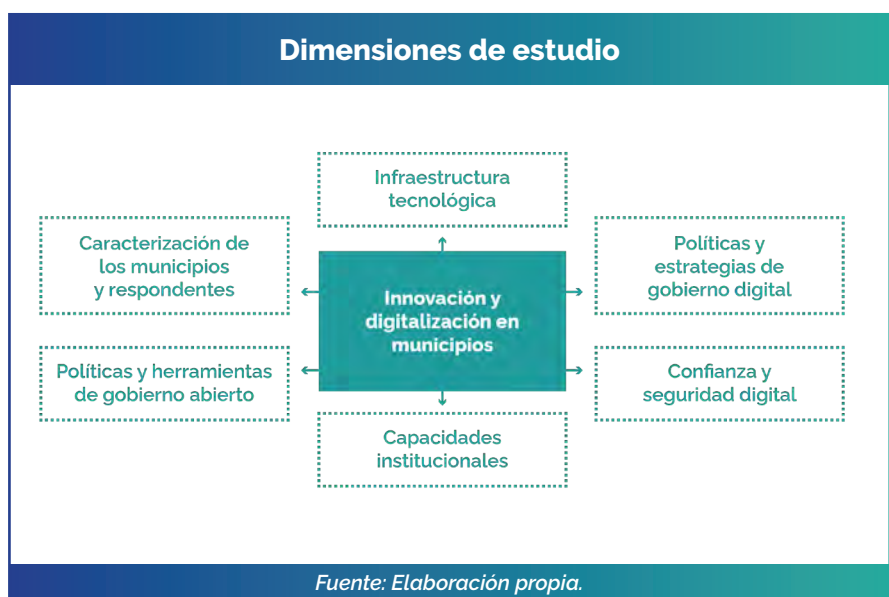 Dimensiones de estudio
Infraestructura
tecnológica
Caracterización de
los municipios
y respondentes
Políticas y
estrategias de
gobierno digital
Innovación y
digitalización en
municipios
Políticas y herramientas
de gobierno abierto
Confianza y
seguridad digital
Capacidades
institucionales
Fuente: Elaboración propia.